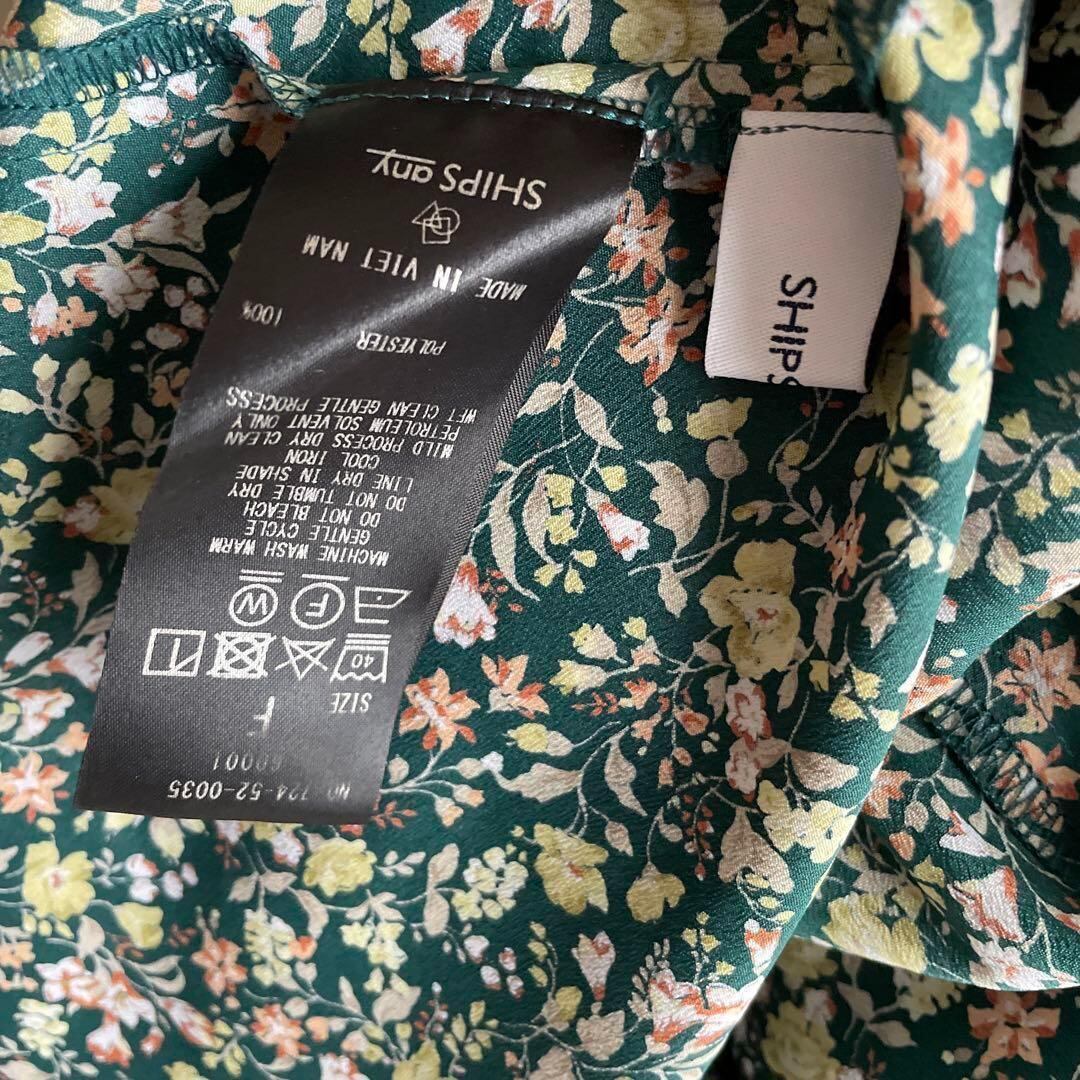 SHIPS any
MADE IN VIET NAM
POLYESTER 100%
MACHINE WASH WARM
GENTLE CYCLE
DO NOT BLEACH
DO NOT TUMBLE DRY
LINE DRY IN SHADE
COOL IRON
MILD PROCESS DRY CLEAN
PETROLEUM SOLVENT ONLY
WET CLEAN GENTLE PROCESS
40
F W
SIZE
F
724-52-0035
SHIPS